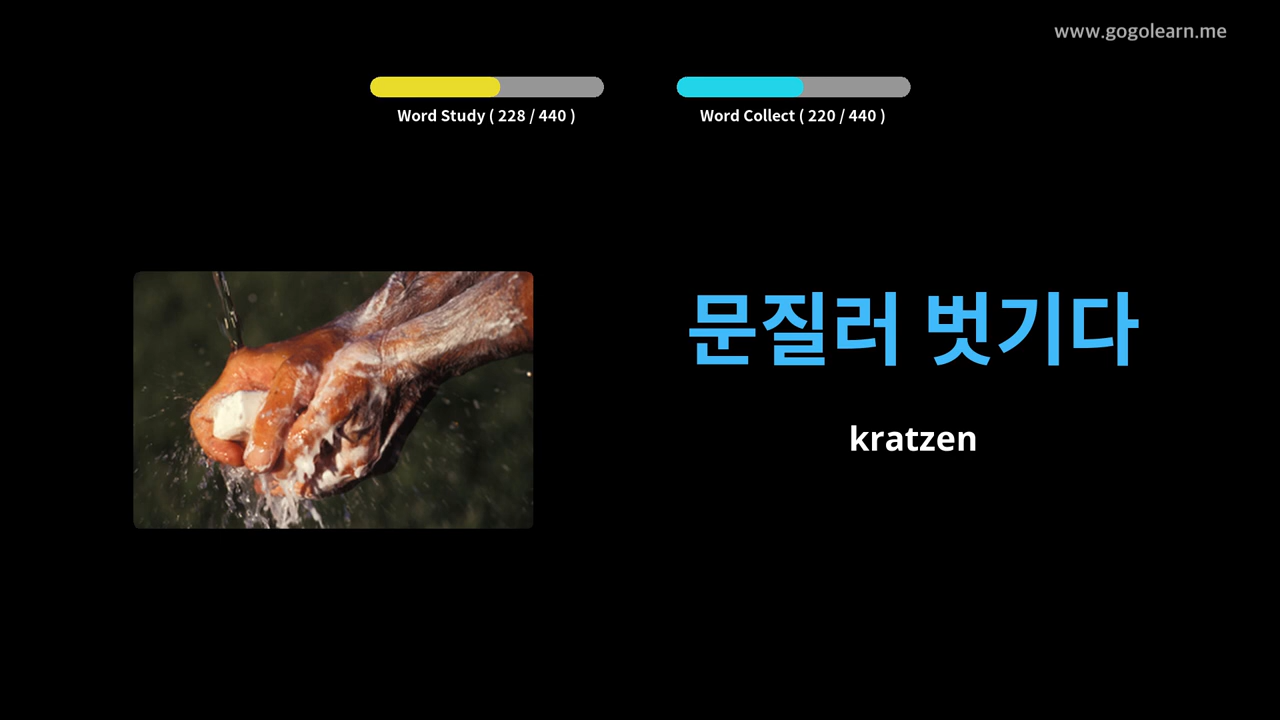 www.gogolearn.me
Word Study ( 228 / 440 )
Word Collect ( 220 / 440 )
문질러 벗기다
kratzen